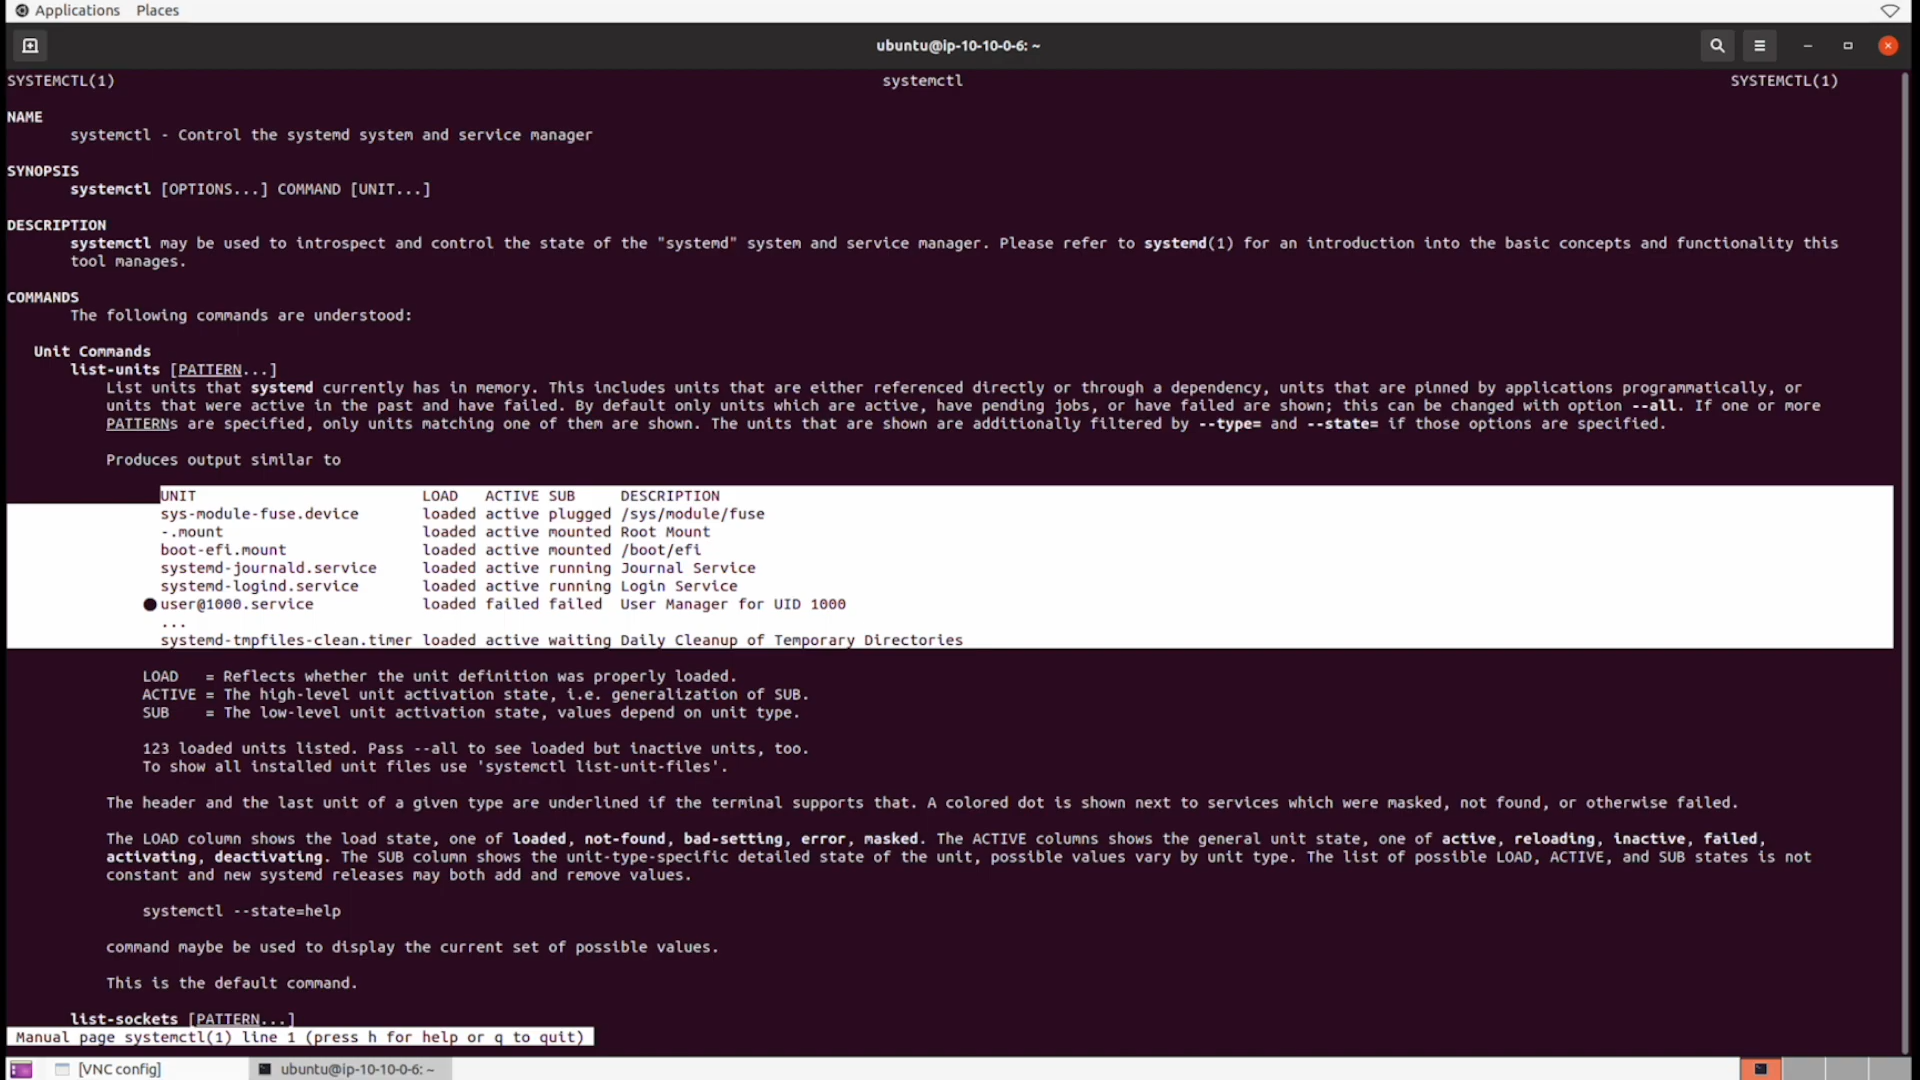 Applications Places
ubuntu@ip-10-10-0-6: ~
SYSTEMCTL(1) systemctl SYSTEMCTL(1)
NAME
systemctl - Control the systemd system and service manager
SYNOPSIS
systemctl [OPTIONS...] COMMAND [UNIT...]
DESCRIPTION
systemctl may be used to introspect and control the state of the "systemd" system and service manager. Please refer to systemd(1) for an introduction into the basic concepts and functionality this
tool manages.
COMMANDS
The following commands are understood:
Unit Commands
list-units [PATTERN...]
List units that systemd currently has in memory. This includes units that are either referenced directly or through a dependency, units that are pinned by applications programmatically, or
units that were active in the past and have failed. By default only units which are active, have pending jobs, or have failed are shown; this can be changed with option --all. If one or more
PATTERNs are specified, only units matching one of them are shown. The units that are shown are additionally filtered by --type= and --state= if those options are specified.
Produces output similar to
UNIT LOAD ACTIVE SUB DESCRIPTION
sys-module-fuse.device loaded active plugged /sys/module/fuse
-.mount loaded active mounted Root Mount
boot-efi.mount loaded active mounted /boot/efi
systemd-journald.service loaded active running Journal Service
systemd-logind.service loaded active running Login Service
● user@1000.service loaded failed failed User Manager for UID 1000
...
systemd-tmpfiles-clean.timer loaded active waiting Daily Cleanup of Temporary Directories
LOAD = Reflects whether the unit definition was properly loaded.
ACTIVE = The high-level unit activation state, i.e. generalization of SUB.
SUB = The low-level unit activation state, values depend on unit type.
123 loaded units listed. Pass --all to see loaded but inactive units, too.
To show all installed unit files use 'systemctl list-unit-files'.
The header and the last unit of a given type are underlined if the terminal supports that. A colored dot is shown next to services which were masked, not found, or otherwise failed.
The LOAD column shows the load state, one of loaded, not-found, bad-setting, error, masked. The ACTIVE columns shows the general unit state, one of active, reloading, inactive, failed,
activating, deactivating. The SUB column shows the unit-type-specific detailed state of the unit, possible values vary by unit type. The list of possible LOAD, ACTIVE, and SUB states is not
constant and new systemd releases may both add and remove values.
systemctl --state=help
command maybe be used to display the current set of possible values.
This is the default command.
list-sockets [PATTERN...]
Manual page systemctl(1) line 1 (press h for help or q to quit)
[VNC config] ubuntu@ip-10-10-0-6: ~